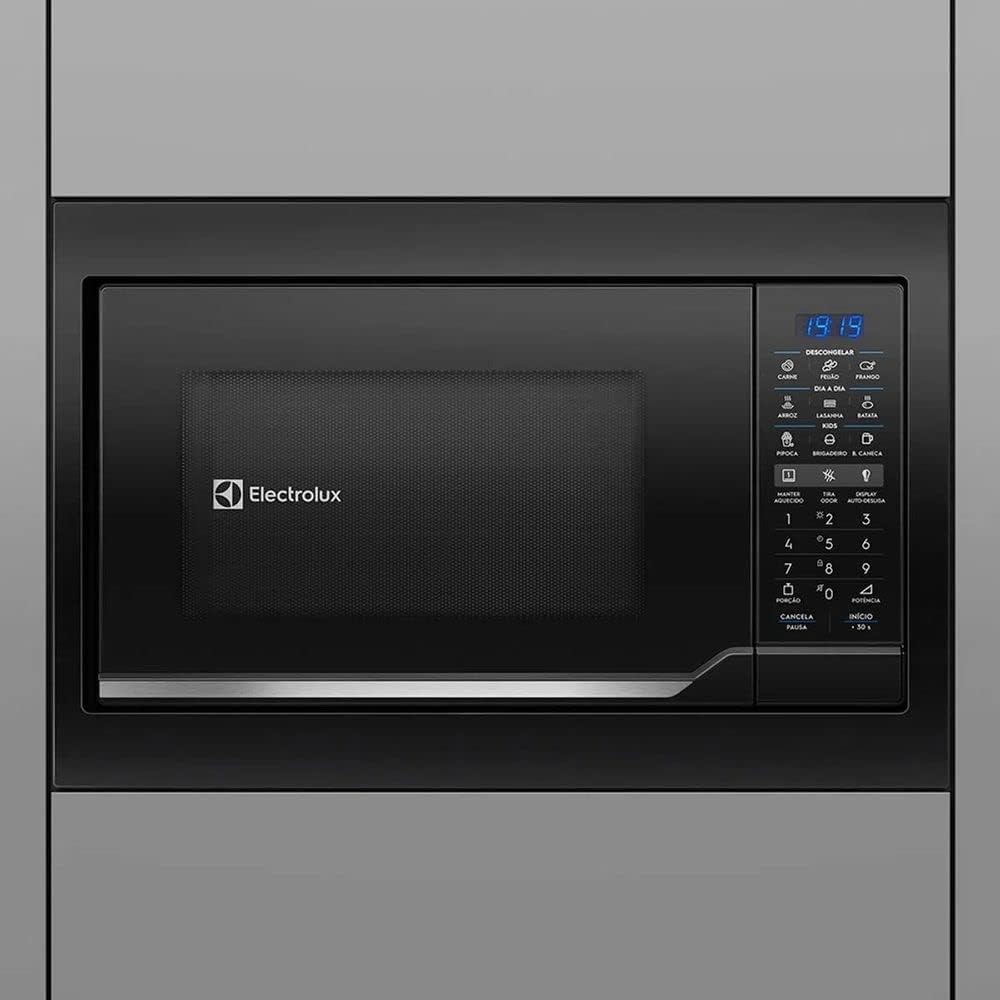 19:19
DESCONGELAR
CARNE FEIJÃO FRANGO
DIA A DIA
ARROZ LASANHA BATATA
KIDS
PIPOCA BRIGADEIRO B. CANECA
Electrolux
MANTER AQUECIDO
TIRA ODOR
DISPLAY AUTO-DESLIGA
1 2 3
4 5 6
7 8 9
0
PORÇÃO POTÊNCIA
CANCELA INÍCIO
PAUSA + 30 s